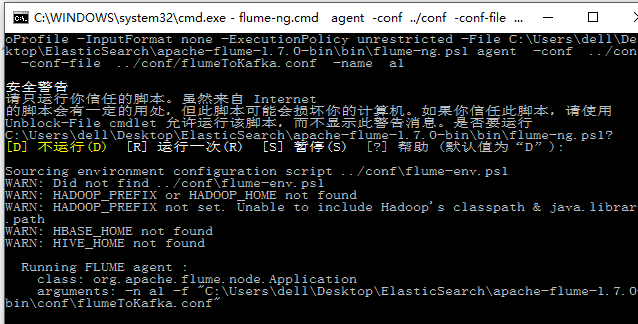 C:\WINDOWS\system32\cmd.exe - flume-ng.cmd agent -conf ../conf -conf-file ...
oProfile -InputFormat none -ExecutionPolicy unrestricted -File C:\Users\dell\De
ktop\ElasticSearch\apache-flume-1.7.0-bin\bin\flume-ng.ps1 agent -conf ../con
-conf-file ../conf/flumeToKafka.conf -name a1
安全警告
请只运行你信任的脚本。虽然来自 Internet
的脚本会有一定的用处，但此脚本可能会损坏你的计算机。如果你信任此脚本，请使用
Unblock-File cmdlet 允许运行该脚本，而不显示此警告消息。是否要运行
C:\Users\dell\Desktop\ElasticSearch\apache-flume-1.7.0-bin\bin\flume-ng.ps1?
[D] 不运行(D) [R] 运行一次(R) [S] 暂停(S) [?] 帮助 (默认值为“D”):
Sourcing environment configuration script ../conf\flume-env.ps1
WARN: Did not find ../conf\flume-env.ps1
WARN: HADOOP_PREFIX or HADOOP_HOME not found
WARN: HADOOP_PREFIX not set. Unable to include Hadoop's classpath & java.librar
.path
WARN: HBASE_HOME not found
WARN: HIVE_HOME not found
Running FLUME agent :
class: org.apache.flume.node.Application
arguments: -n a1 -f "C:\Users\dell\Desktop\ElasticSearch\apache-flume-1.7.0
bin\conf\flumeToKafka.conf"